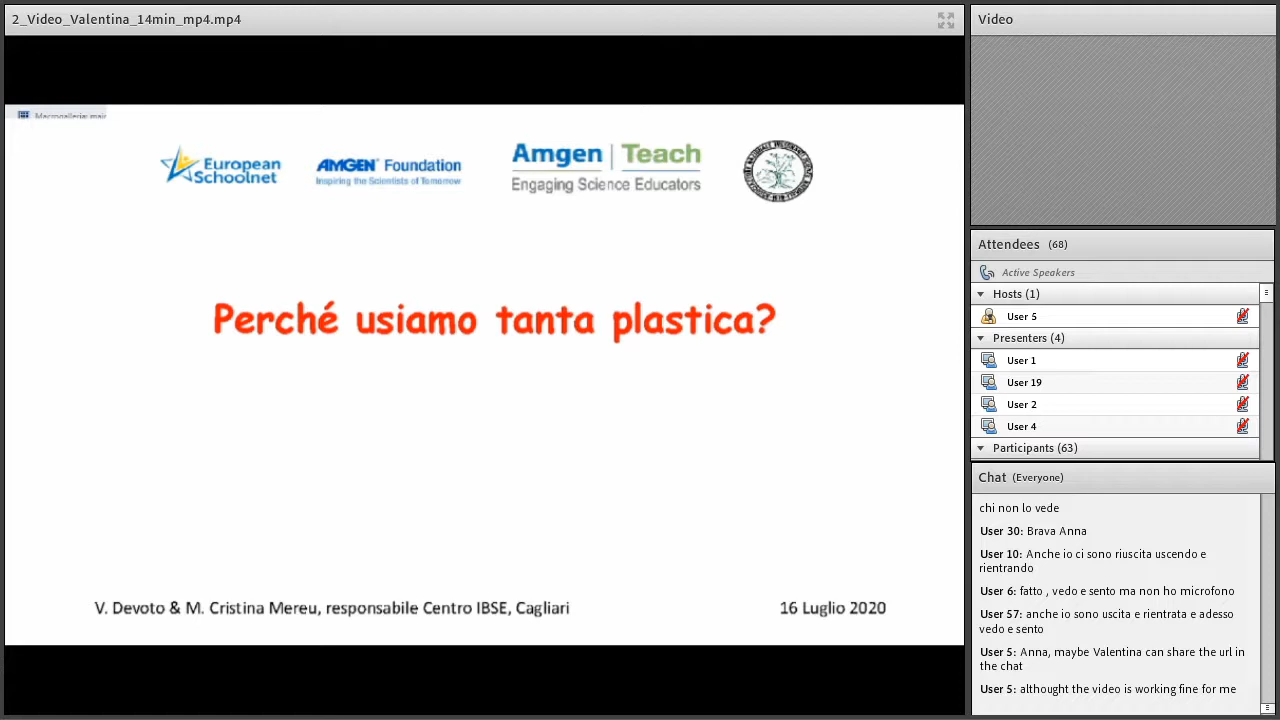 2_Video_Valentina_14min_mp4.mp4
European
Schoolnet
AMGEN Foundation
Inspiring the Scientists of Tomorrow
Amgen | Teach
Engaging Science Educators
Perché usiamo tanta plastica?
V. Devoto & M. Cristina Mereu, responsabile Centro IBSE, Cagliari
16 Luglio 2020
Video
Attendees (68)
Active Speakers
Hosts (1)
User 5
Presenters (4)
User 1
User 19
User 2
User 4
Participants (63)
Chat (Everyone)
chi non lo vede
User 30: Brava Anna
User 10: Anche io ci sono riuscita uscendo e
rientrando
User 6: fatto , vedo e sento ma non ho microfono
User 57: anche io sono uscita e rientrata e adesso
vedo e sento
User 5: Anna, maybe Valentina can share the url in
the chat
User 5: althought the video is working fine for me